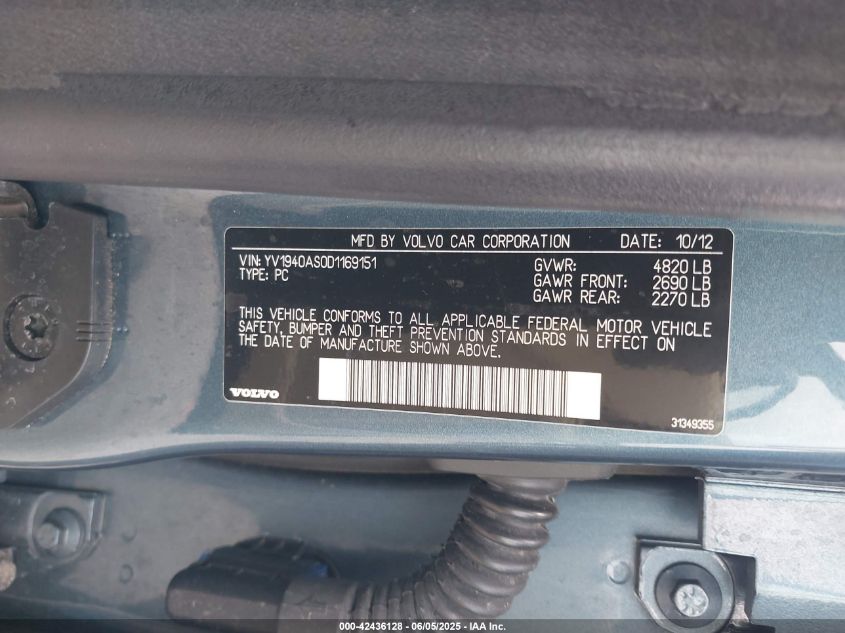 MFD BY VOLVO CAR CORPORATION DATE: 10/12
VIN: YV1940AS0D1169151 GVWR: 4820 LB
TYPE: PC GAWR FRONT: 2690 LB
GAWR REAR: 2270 LB
THIS VEHICLE CONFORMS TO ALL APPLICABLE FEDERAL MOTOR VEHICLE
SAFETY, BUMPER AND THEFT PREVENTION STANDARDS IN EFFECT ON
THE DATE OF MANUFACTURE SHOWN ABOVE.
VOLVO
31349355
000-42436128 - 06/05/2025 - IAA Inc.